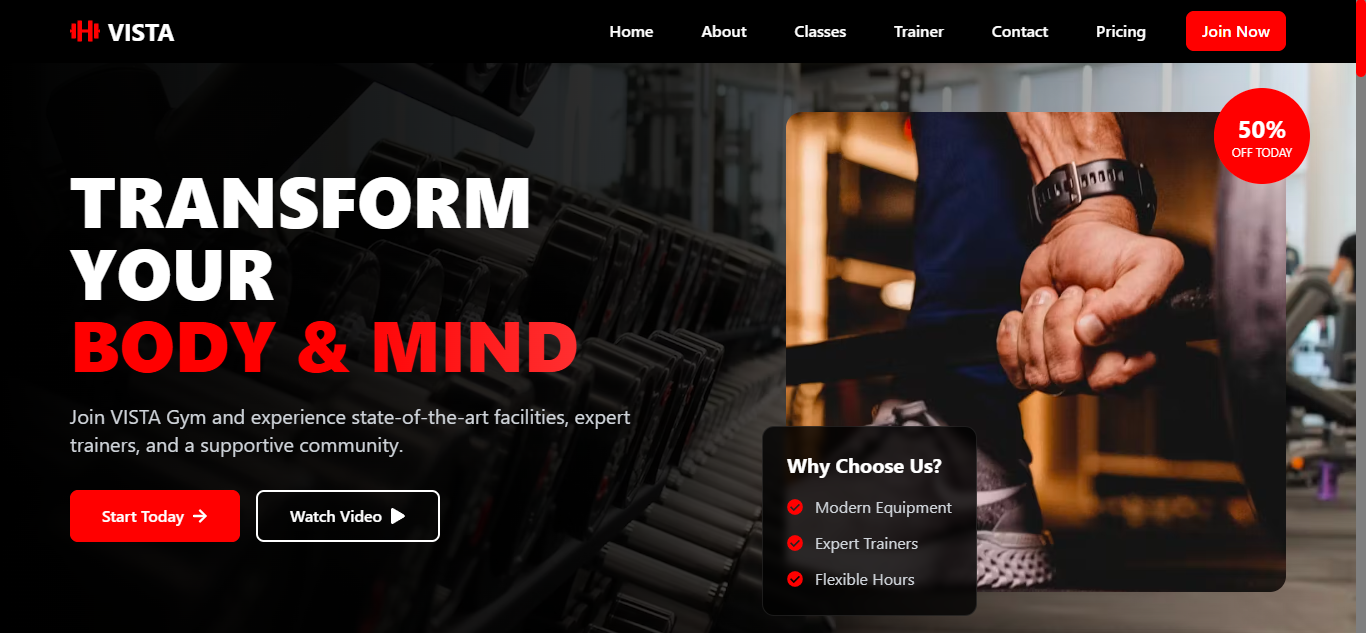 VISTA
Home About Classes Trainer Contact Pricing Join Now
TRANSFORM
YOUR
BODY & MIND
Join VISTA Gym and experience state-of-the-art facilities, expert
trainers, and a supportive community.
Start Today
Watch Video
50%
OFF TODAY
Why Choose Us?
Modern Equipment
Expert Trainers
Flexible Hours